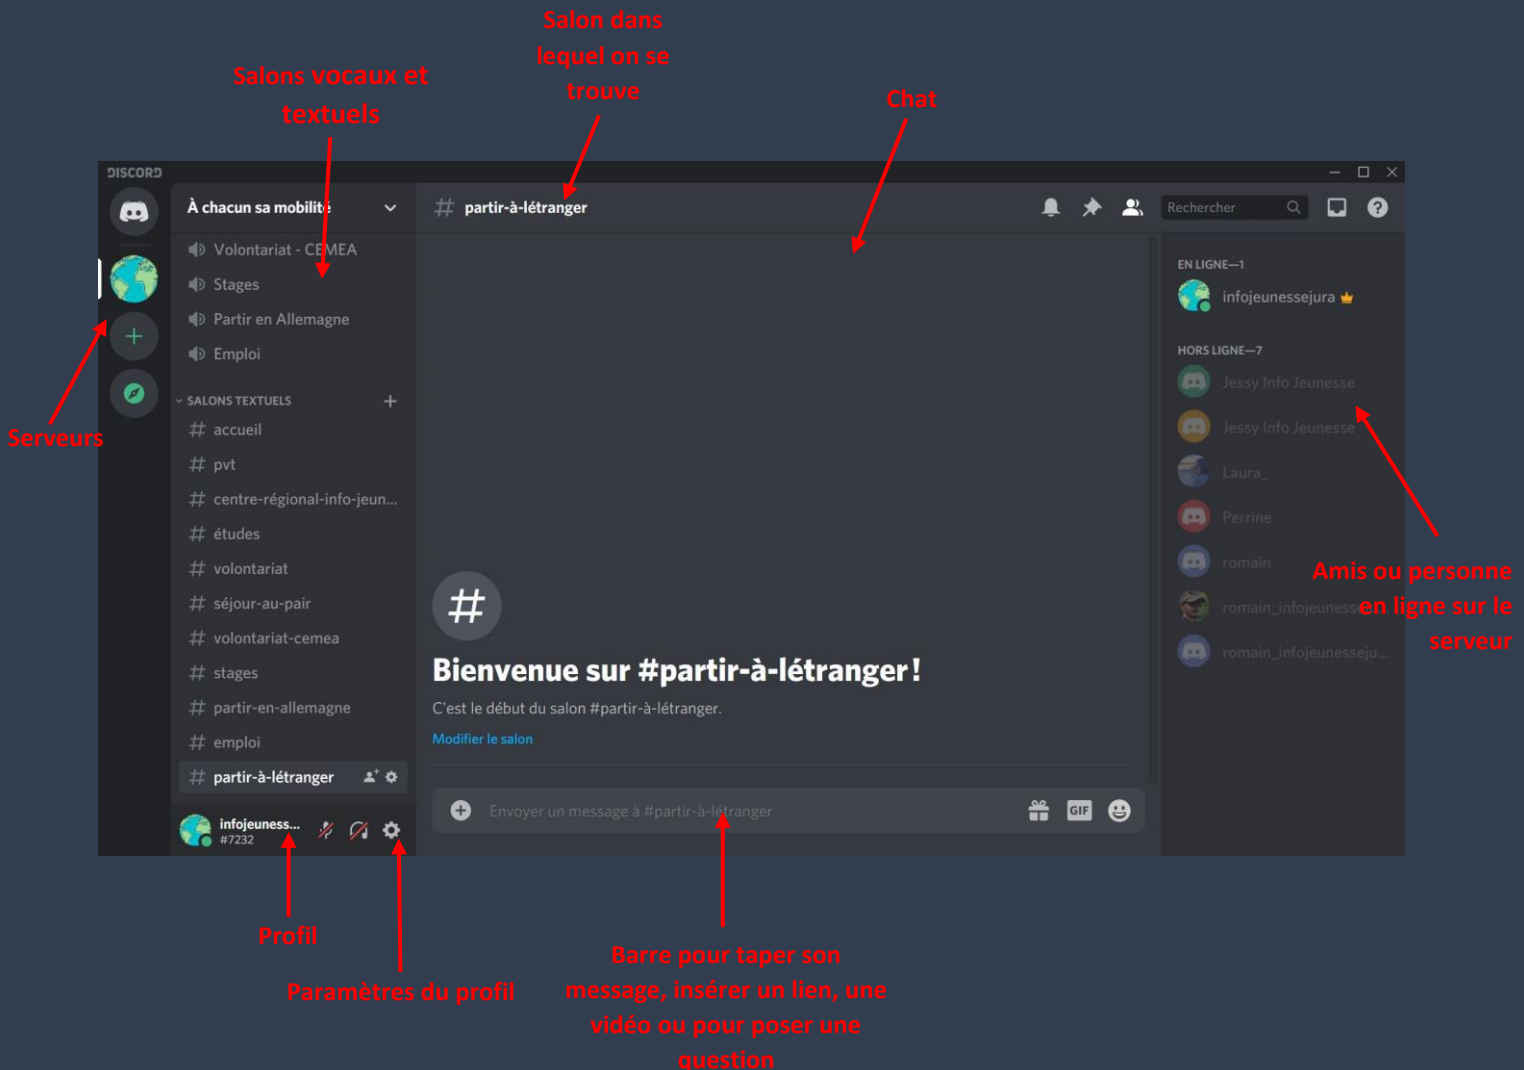 Salon dans
lequel on se
trouve
Salons vocaux et
textuels
Chat
DISCORD
À chacun sa mobilité
# partir-à-létranger
Rechercher
Volontariat - CEMEA
Stages
Partir en Allemagne
Emploi
SALONS TEXTUELS
# accueil
# pvt
# centre-régional-info-jeun...
# études
# volontariat
# séjour-au-pair
# volontariat-cemea
# stages
# partir-en-allemagne
# emploi
# partir-à-létranger
infojeuness...
#7232
Serveurs
#
Bienvenue sur #partir-à-létranger !
C'est le début du salon #partir-à-létranger.
Modifier le salon
Envoyer un message à #partir-à-létranger
GIF
EN LIGNE—1
infojeunessejura
HORS LIGNE—7
Jessy Info Jeunesse
Jessy Info Jeunesse
Laura_
Perrine
romain
romain_infojeunesse
romain_infojeunesseju...
Amis ou personne
en ligne sur le
serveur
Profil
Paramètres du profil
Barre pour taper son
message, insérer un lien, une
vidéo ou pour poser une
question